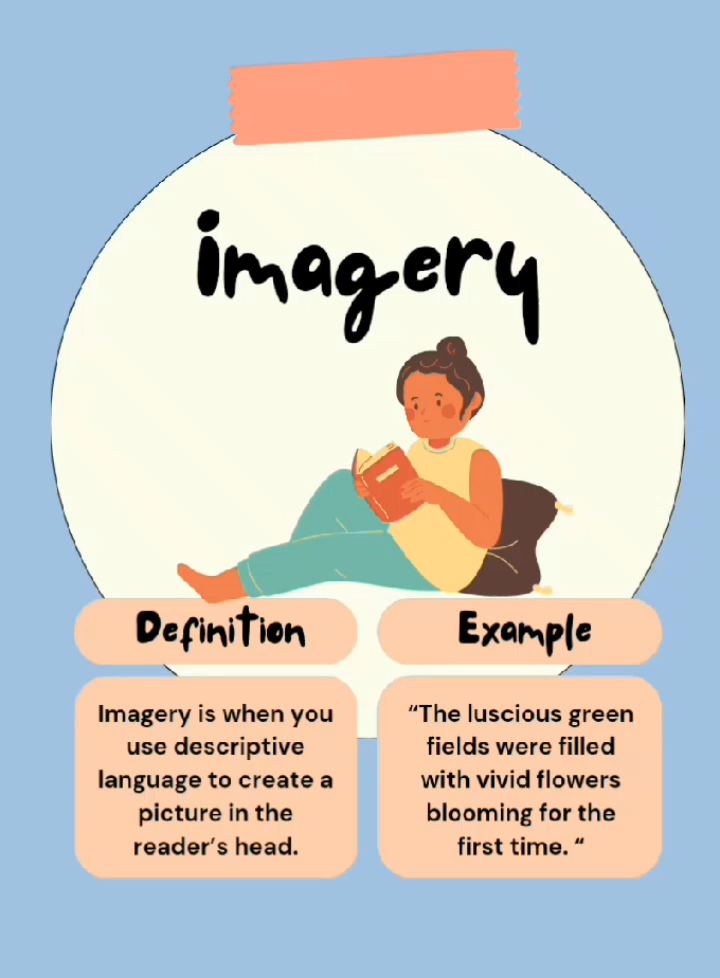 imagery
Definition
Imagery is when you
use descriptive
language to create a
picture in the
reader's head.
Example
“The luscious green
fields were filled
with vivid flowers
blooming for the
first time. “